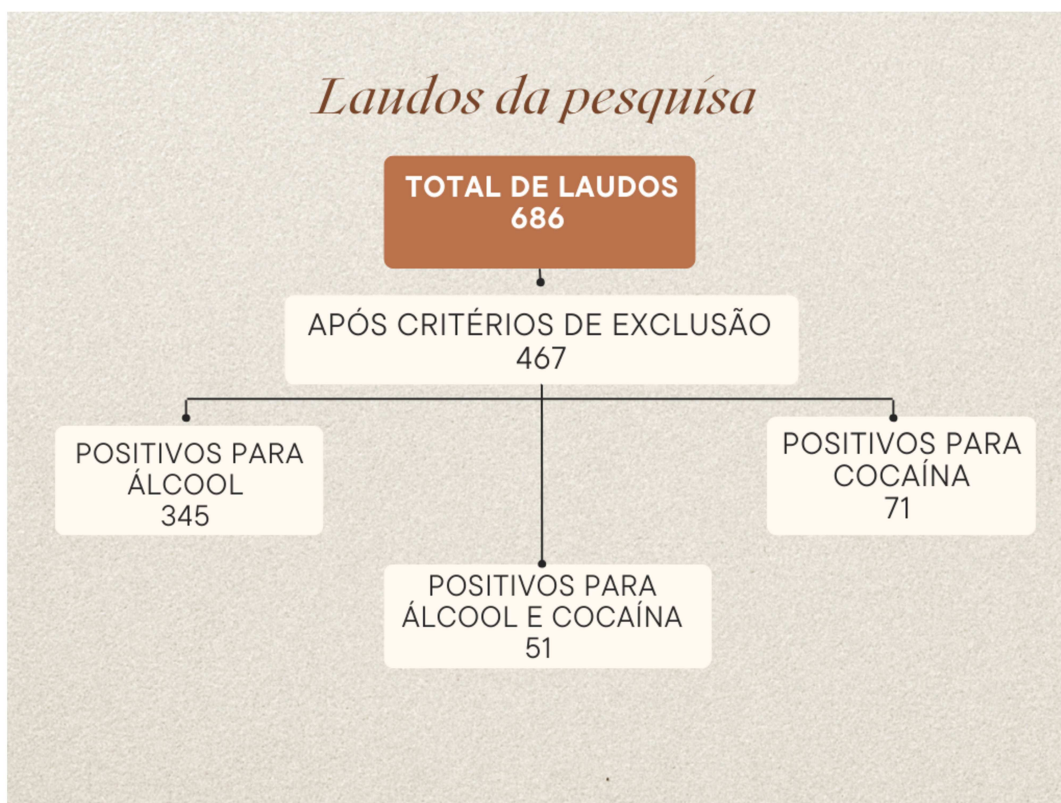 Laudos da pesquisa
TOTAL DE LAUDOS
686
APÓS CRITÉRIOS DE EXCLUSÃO
467
POSITIVOS PARA
ÁLCOOL
345
POSITIVOS PARA
ÁLCOOL E COCAÍNA
51
POSITIVOS PARA
COCAÍNA
71